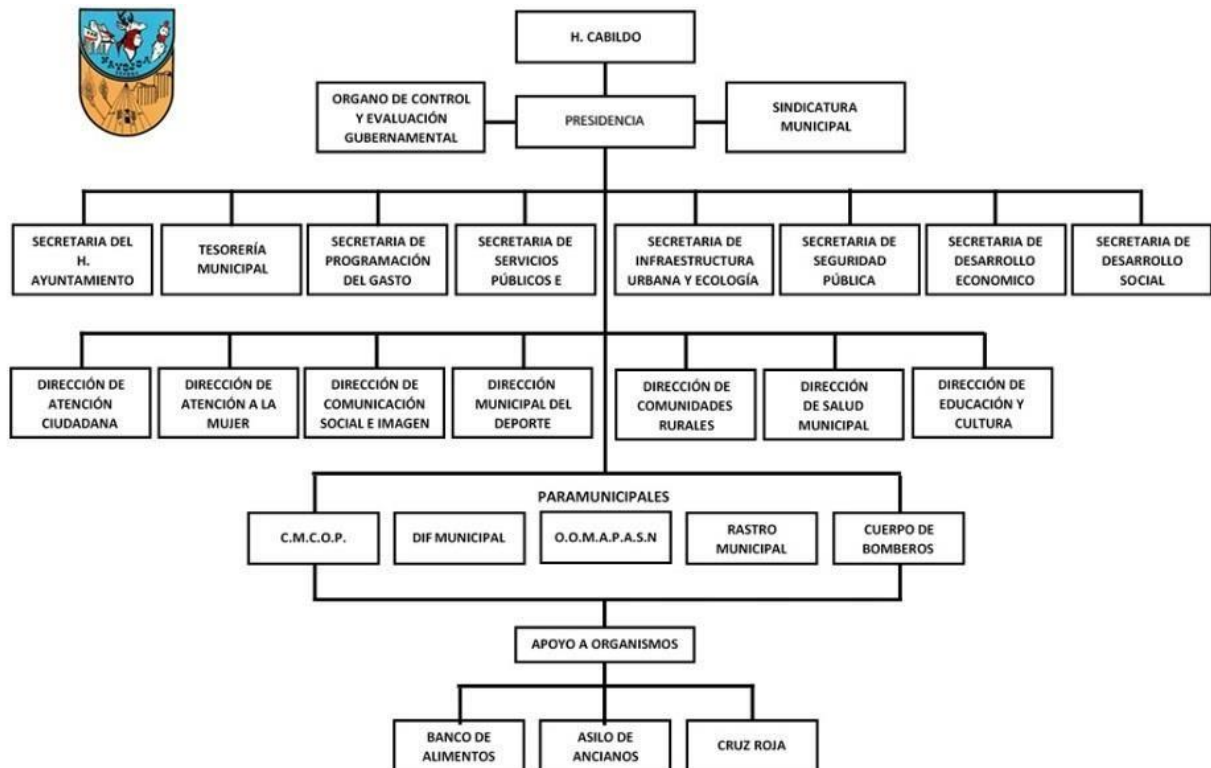 NAVOJOA
SONORA
H. CABILDO
ORGANO DE CONTROL
Y EVALUACIÓN
GUBERNAMENTAL
PRESIDENCIA
SINDICATURA
MUNICIPAL
SECRETARIA DEL
H.
AYUNTAMIENTO
TESORERÍA
MUNICIPAL
SECRETARIA DE
PROGRAMACIÓN
DEL GASTO
SECRETARIA DE
SERVICIOS
PÚBLICOS E
SECRETARIA DE
INFRAESTRUCTURA
URBANA Y ECOLOGÍA
SECRETARIA DE
SEGURIDAD
PÚBLICA
SECRETARIA DE
DESARROLLO
ECONOMICO
SECRETARIA DE
DESARROLLO
SOCIAL
DIRECCIÓN DE
ATENCIÓN
CIUDADANA
DIRECCIÓN DE
ATENCIÓN A LA
MUJER
DIRECCIÓN DE
COMUNICACIÓN
SOCIAL E IMAGEN
DIRECCIÓN
MUNICIPAL DEL
DEPORTE
DIRECCIÓN DE
COMUNIDADES
RURALES
DIRECCIÓN
DE SALUD
MUNICIPAL
DIRECCIÓN DE
EDUCACIÓN Y
CULTURA
PARAMUNICIPALES
C.M.C.O.P.
DIF MUNICIPAL
O.O.M.A.P.A.S.N
RASTRO
MUNICIPAL
CUERPO DE
BOMBEROS
APOYO A ORGANISMOS
BANCO DE
ALIMENTOS
ASILO DE
ANCIANOS
CRUZ ROJA